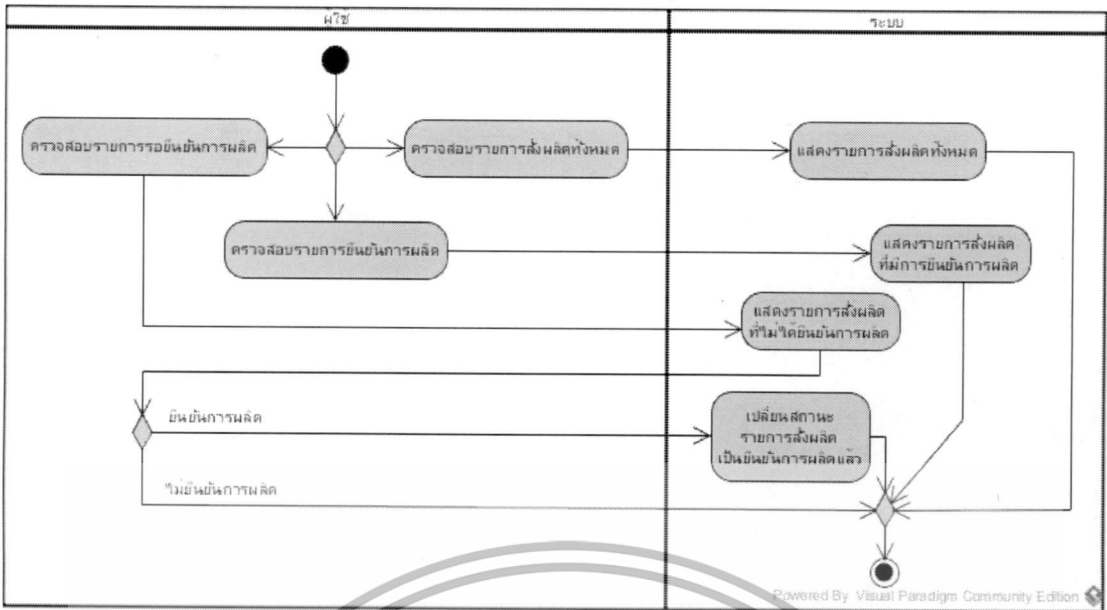 ผู้ใช้
ระบบ
ตรวจสอบรายการรอยืนยันการผลิต
ตรวจสอบรายการสั่งผลิตทั้งหมด
แสดงรายการสั่งผลิตทั้งหมด
ตรวจสอบรายการยืนยันการผลิต
แสดงรายการสั่งผลิต
ที่มีการยืนยันการผลิต
แสดงรายการสั่งผลิต
ที่ไม่ได้ยืนยันการผลิต
ยืนยันการผลิต
เปลี่ยนสถานะ
รายการสั่งผลิต
เป็นยืนยันการผลิตแล้ว
ไม่ยืนยันการผลิต
Powered By Visual Paradigm Community Edition